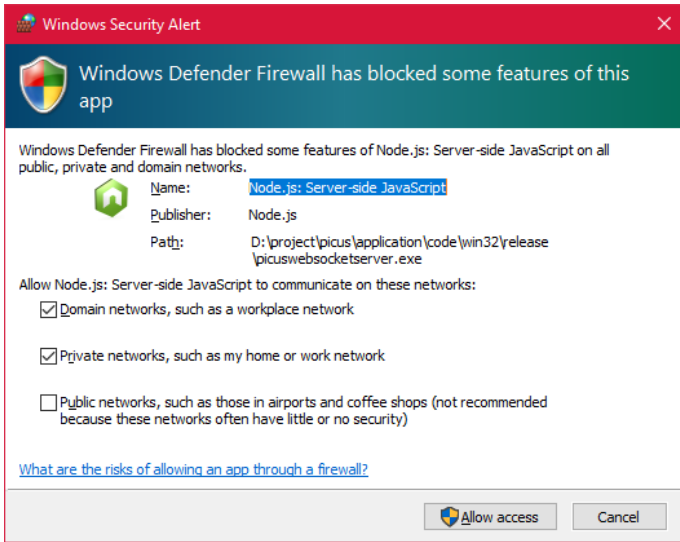 Windows Security Alert
Windows Defender Firewall has blocked some features of this
app
Windows Defender Firewall has blocked some features of Node.js: Server-side JavaScript on all
public, private and domain networks.
Name: Node.js: Server-side JavaScript
Publisher: Node.js
Path: D:\project\picus\application\code\win32\release
\picuswebsocketserver.exe
Allow Node.js: Server-side JavaScript to communicate on these networks:
Domain networks, such as a workplace network
Private networks, such as my home or work network
Public networks, such as those in airports and coffee shops (not recommended
because these networks often have little or no security)
What are the risks of allowing an app through a firewall?
Allow access Cancel